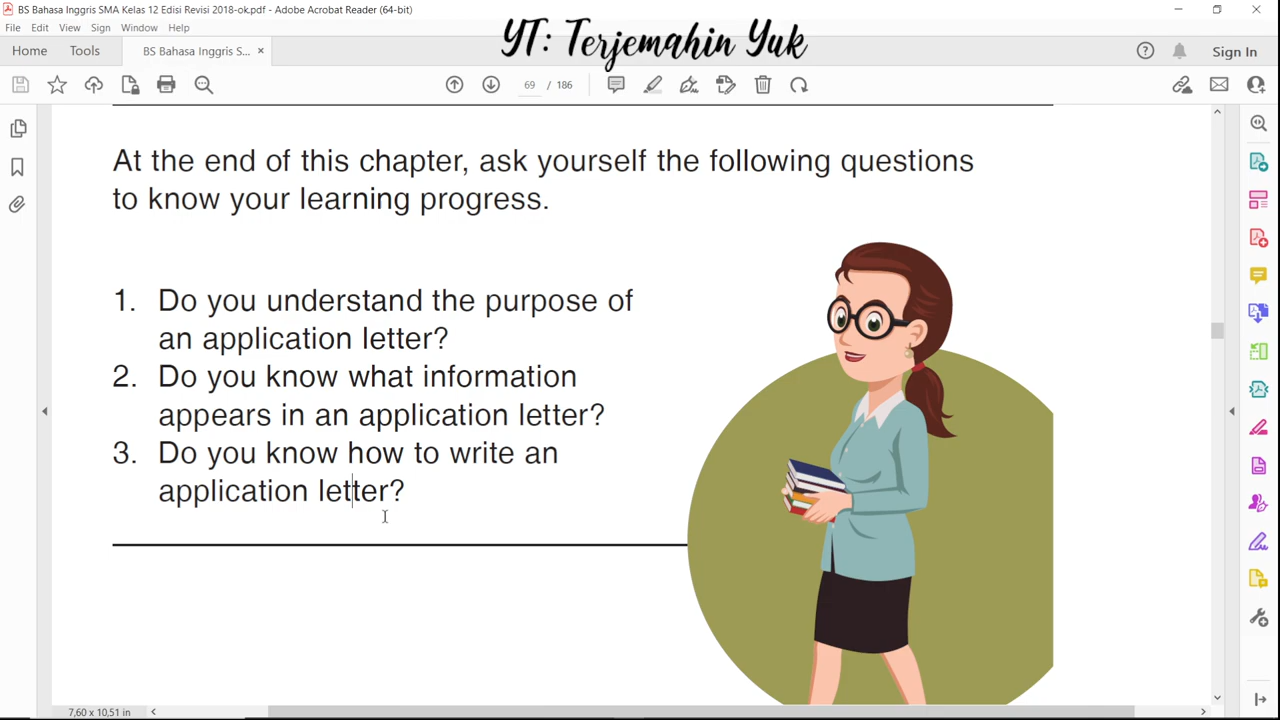 BS Bahasa Inggris SMA Kelas 12 Edisi Revisi 2018-ok.pdf - Adobe Acrobat Reader (64-bit)
File Edit View Sign Window Help
YT: Terjemahin Yuk
Home Tools BS Bahasa Inggris S... × Sign In
69 / 186
At the end of this chapter, ask yourself the following questions
to know your learning progress.
1. Do you understand the purpose of
an application letter?
2. Do you know what information
appears in an application letter?
3. Do you know how to write an
application letter?
7,60 x 10,51 in